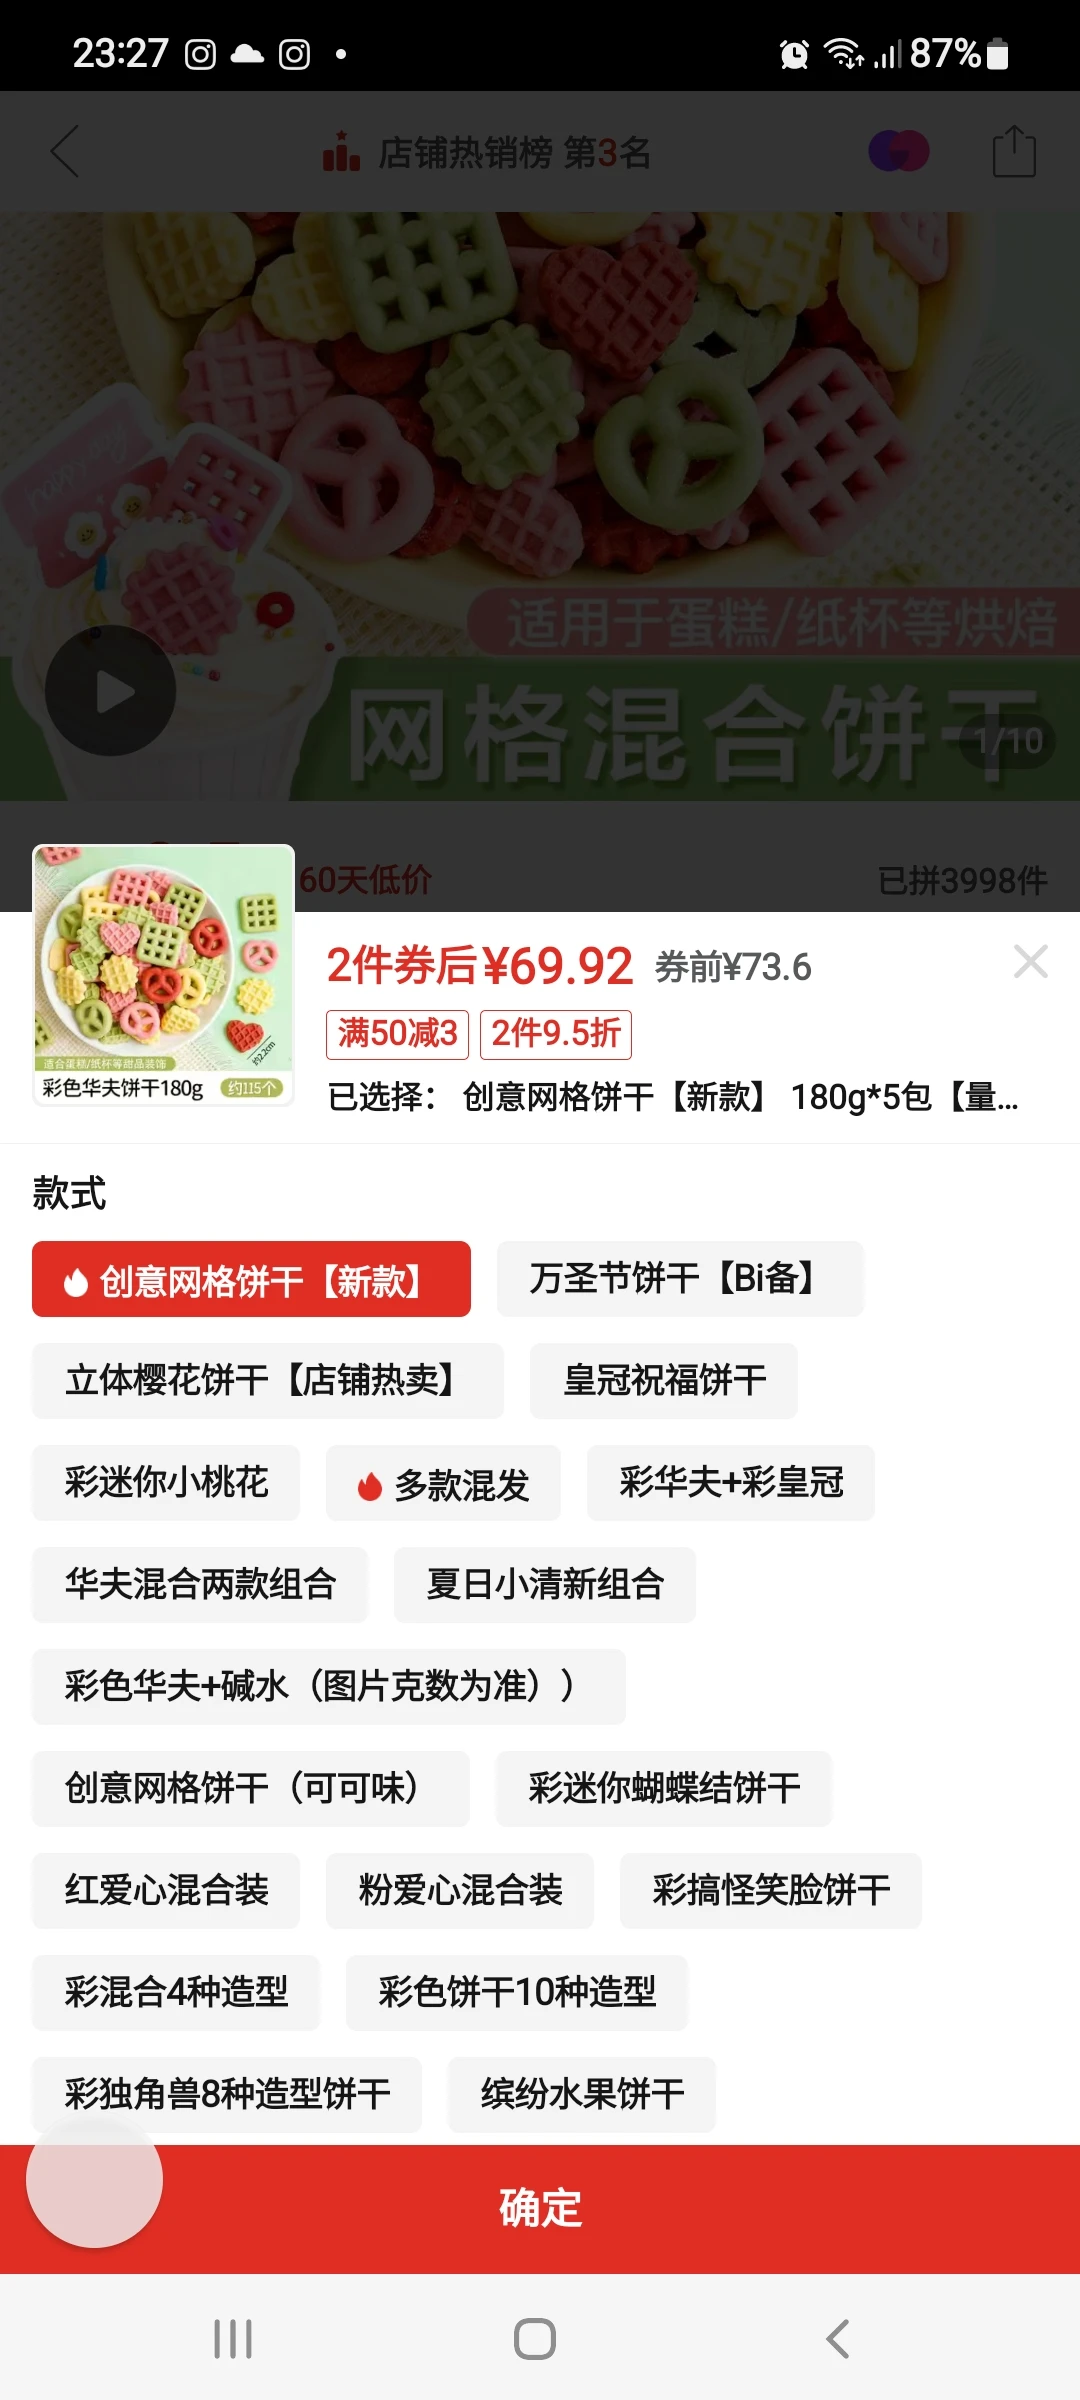 23:27
87%
店铺热销榜 第3名
适用于蛋糕/纸杯等烘焙
网格混合饼干
1/10
60天低价
已拼3998件
适合蛋糕/纸杯等甜品装饰
约2.2cm
彩色华夫饼干180g 约115个
2件券后¥69.92 券前¥73.6
满50减3 2件9.5折
已选择： 创意网格饼干【新款】 180g*5包【量...
款式
创意网格饼干【新款】 万圣节饼干【Bi备】
立体樱花饼干【店铺热卖】 皇冠祝福饼干
彩迷你小桃花 多款混发 彩华夫+彩皇冠
华夫混合两款组合 夏日小清新组合
彩色华夫+碱水（图片克数为准））
创意网格饼干（可可味） 彩迷你蝴蝶结饼干
红爱心混合装 粉爱心混合装 彩搞怪笑脸饼干
彩混合4种造型 彩色饼干10种造型
彩独角兽8种造型饼干 缤纷水果饼干
确定